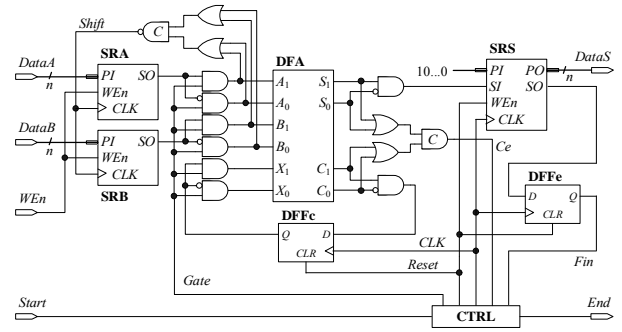 Shift
C
SRA
DataA
n
PI
SO
WEn
CLK
DataB
n
PI
SO
WEn
CLK
SRB
WEn
DFA
A1
A0
B1
B0
X1
X0
S1
S0
C1
C0
C
Ce
10...0
SRS
PI
PO
SI
SO
WEn
CLK
DataS
n
DFFe
D
Q
CLR
DFFc
Q
D
CLR
CLK
Reset
Fin
Gate
Start
CTRL
End